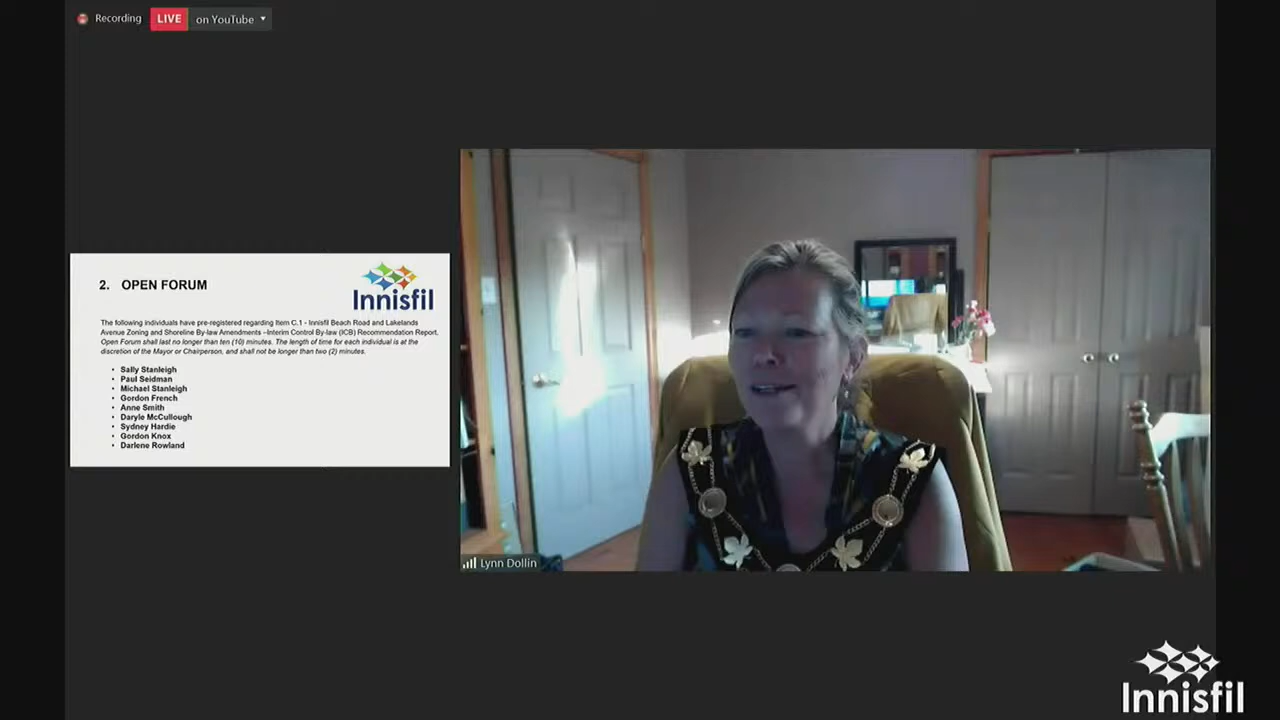 Recording
LIVE on YouTube
2. OPEN FORUM
Innisfil
The following individuals have pre-registered regarding Item C.1 - Innisfil Beach Road and Lakelands
Avenue Zoning and Shoreline By-law Amendments –Interim Control By-law (ICB) Recommendation Report.
Open Forum shall last no longer than ten (10) minutes. The length of time for each individual is at the
discretion of the Mayor or Chairperson, and shall not be longer than two (2) minutes.
• Sally Stanleigh
• Paul Seidman
• Michael Stanleigh
• Gordon French
• Anne Smith
• Daryle McCullough
• Sydney Hardie
• Gordon Knox
• Darlene Rowland
Lynn Dollin
Innisfil